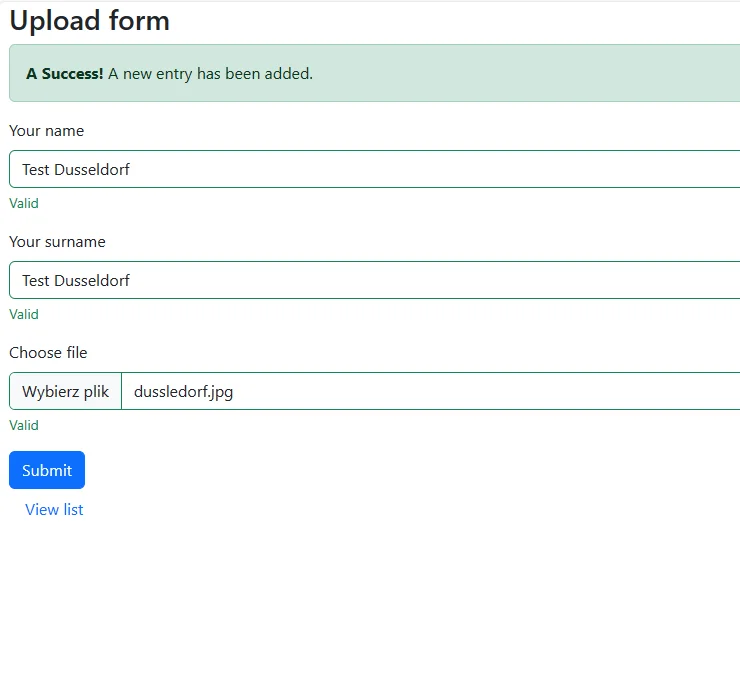 Upload form
A Success! A new entry has been added.
Your name
Test Dusseldorf
Valid
Your surname
Test Dusseldorf
Valid
Choose file
Wybierz plik dussledorf.jpg
Valid
Submit
View list